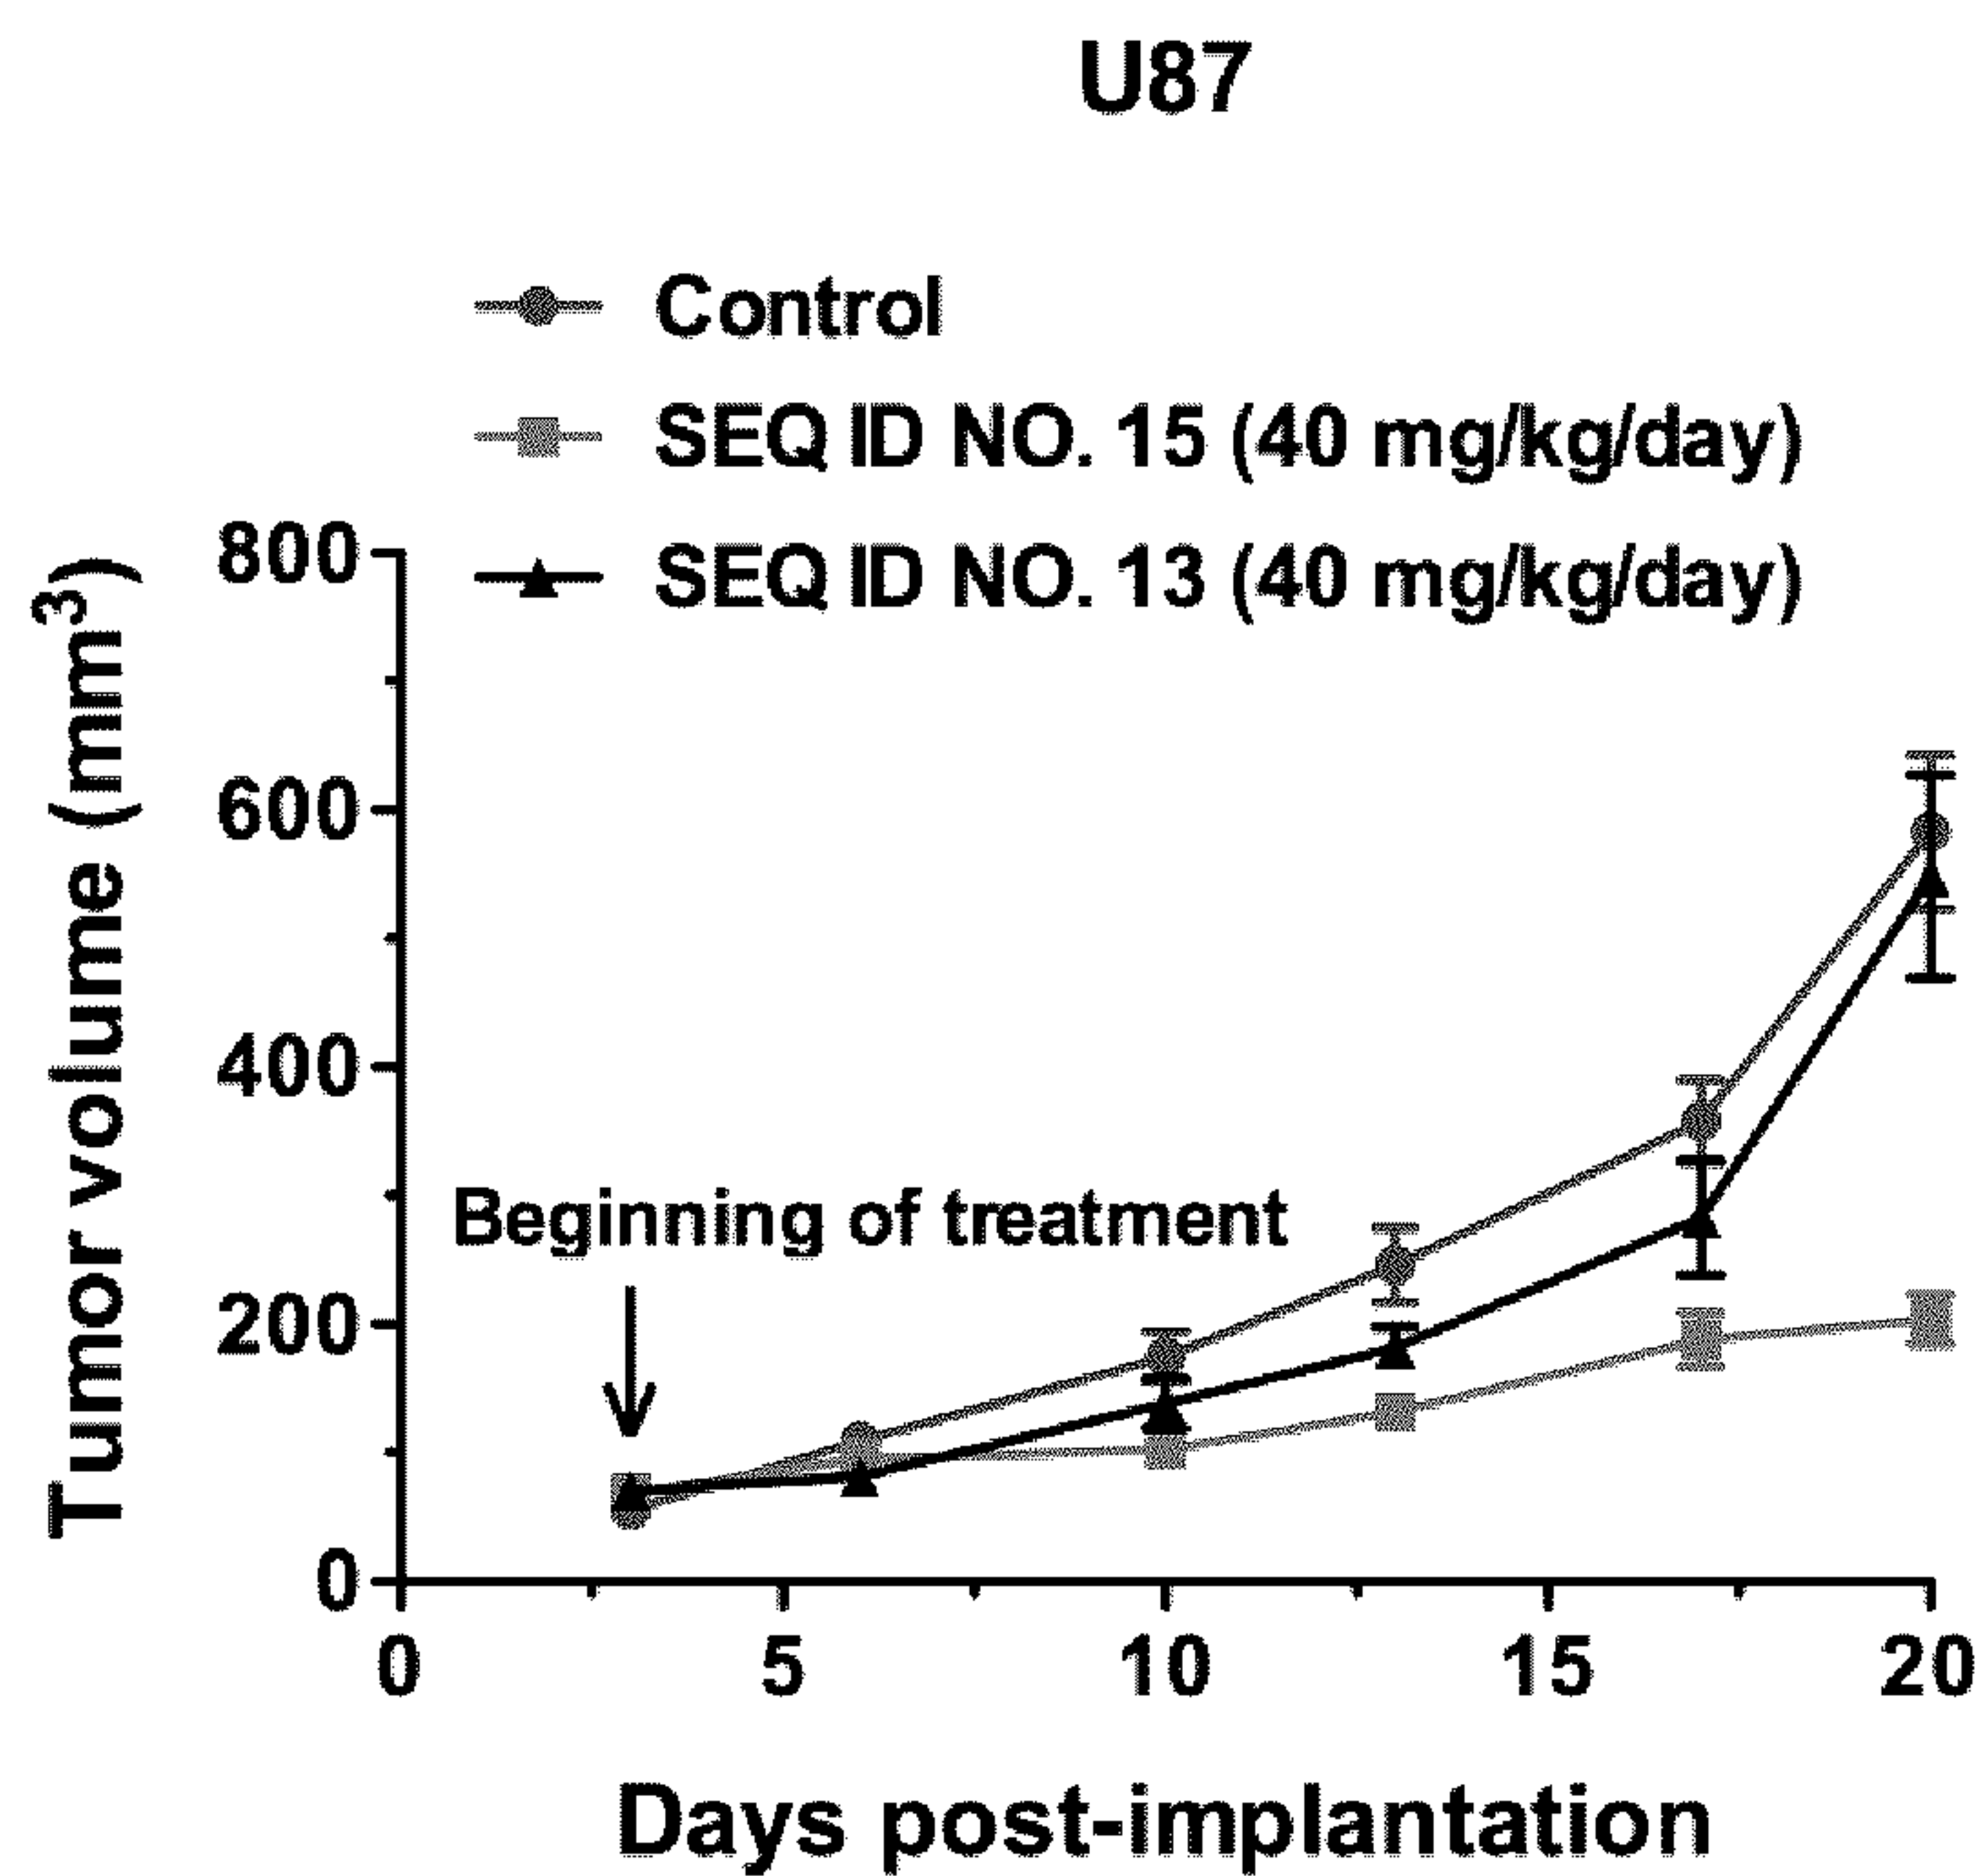 U87
Control
SEQ ID NO. 15 (40 mg/kg/day)
SEQ ID NO. 13 (40 mg/kg/day)
Tumor volume (mm³)
800
600
400
200
0
Beginning of treatment
0 5 10 15 20
Days post-implantation